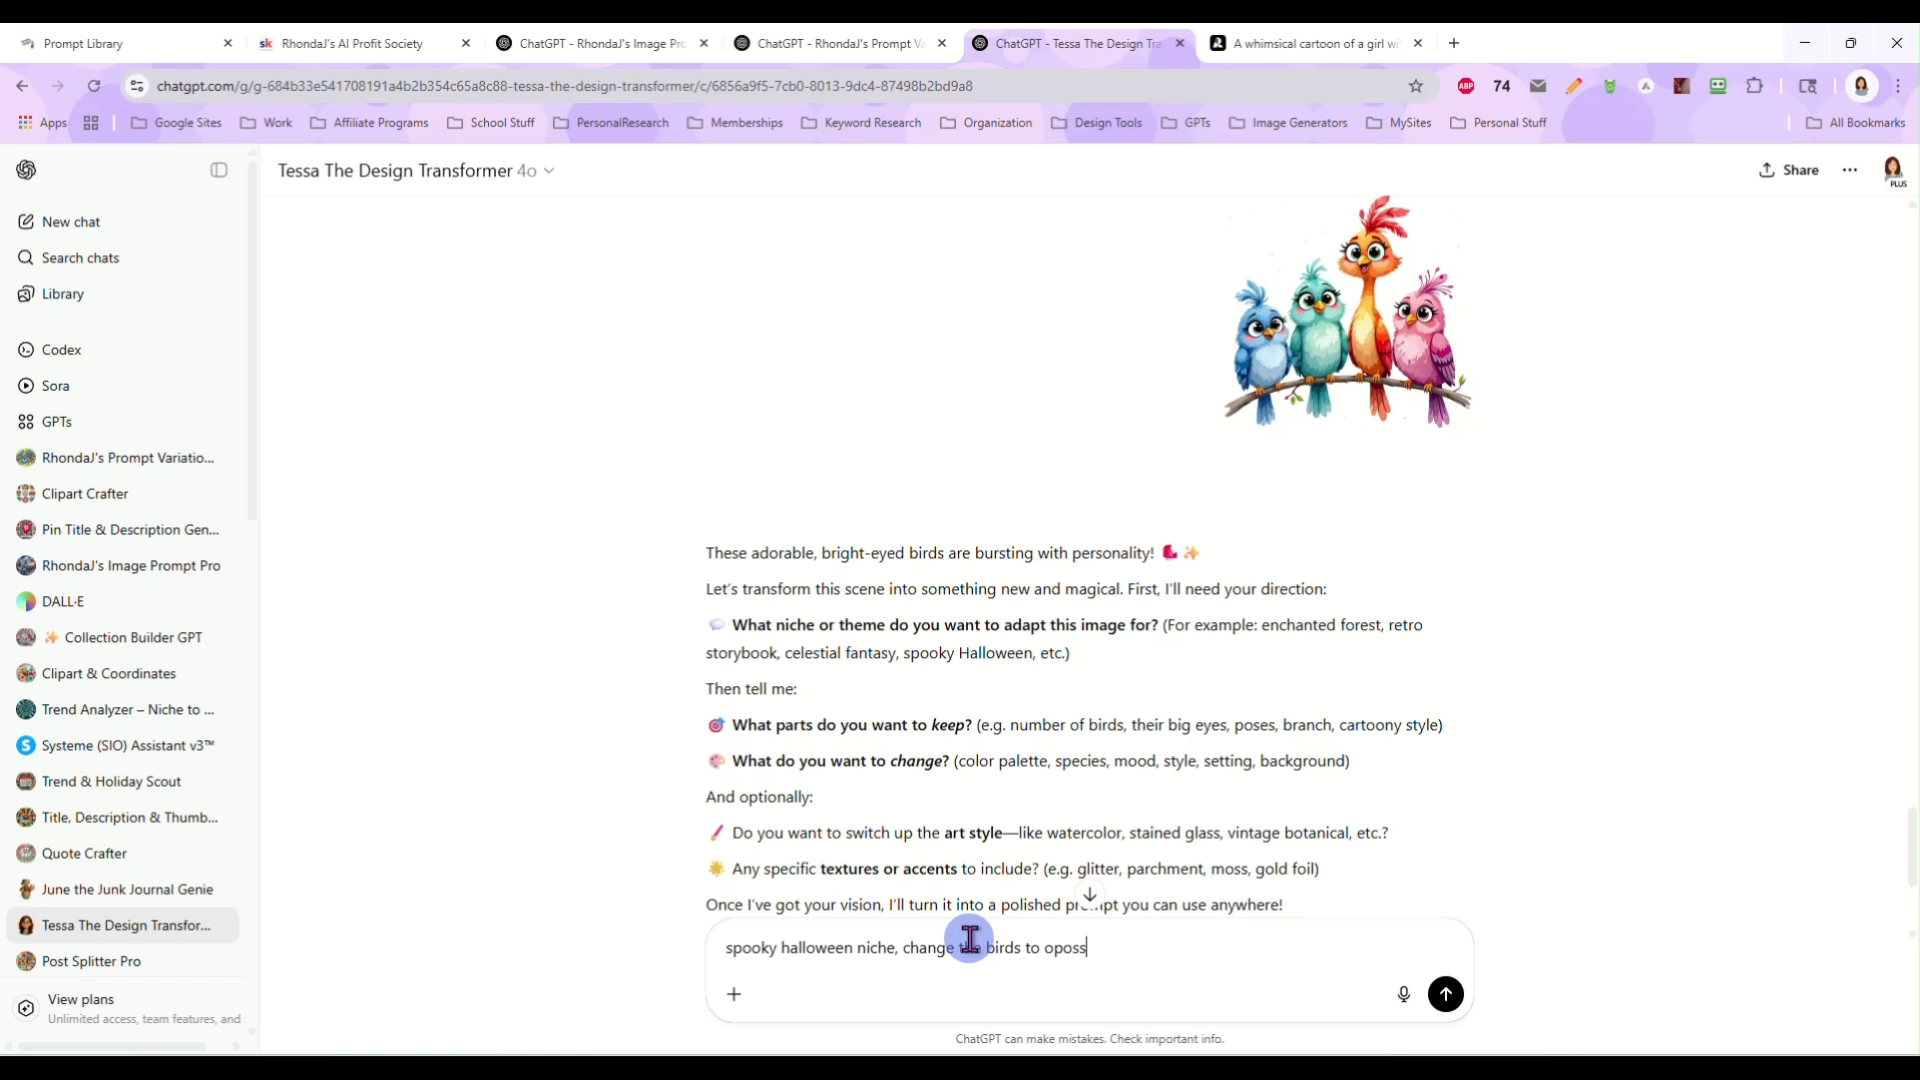 Prompt Library
sk RhondaJ's AI Profit Society
ChatGPT - RhondaJ's Image Prc
ChatGPT - RhondaJ's Prompt Va
ChatGPT - Tessa The Design Tra
A whimsical cartoon of a girl wi
chatgpt.com/g/g-684b33e541708191a4b2b354c65a8c88-tessa-the-design-transformer/c/6856a9f5-7cb0-8013-9dc4-87498b2bd9a8
ABP
74
Apps
Google Sites
Work
Affiliate Programs
School Stuff
PersonalResearch
Memberships
Keyword Research
Organization
Design Tools
GPTs
Image Generators
MySites
Personal Stuff
All Bookmarks
Tessa The Design Transformer 4o
Share
PLUS
New chat
Search chats
Library
Codex
Sora
GPTs
RhondaJ's Prompt Variatio...
Clipart Crafter
Pin Title & Description Gen...
RhondaJ's Image Prompt Pro
DALL·E
✨ Collection Builder GPT
Clipart & Coordinates
Trend Analyzer – Niche to ...
Systeme (SIO) Assistant v3™
Trend & Holiday Scout
Title, Description & Thumb...
Quote Crafter
June the Junk Journal Genie
Tessa The Design Transfor...
Post Splitter Pro
View plans
Unlimited access, team features, and
These adorable, bright-eyed birds are bursting with personality!
Let's transform this scene into something new and magical. First, I'll need your direction:
What niche or theme do you want to adapt this image for? (For example: enchanted forest, retro
storybook, celestial fantasy, spooky Halloween, etc.)
Then tell me:
What parts do you want to keep? (e.g. number of birds, their big eyes, poses, branch, cartoony style)
What do you want to change? (color palette, species, mood, style, setting, background)
And optionally:
Do you want to switch up the art style—like watercolor, stained glass, vintage botanical, etc.?
Any specific textures or accents to include? (e.g. glitter, parchment, moss, gold foil)
Once I've got your vision, I'll turn it into a polished you can use anywhere!
spooky halloween niche, change birds to oposs
ChatGPT can make mistakes. Check important info.